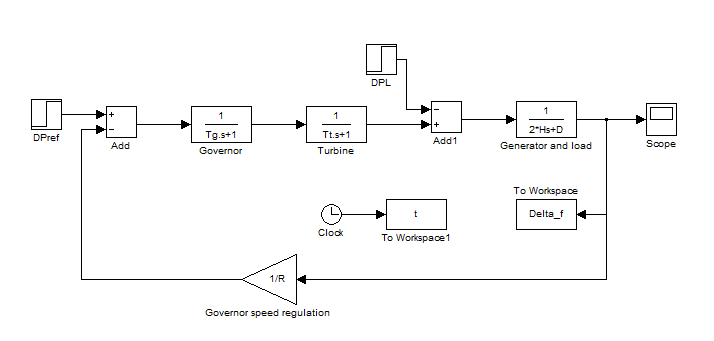 DPL
DPref
+
−
Add
1
Tg.s+1
Governor
1
Tt.s+1
Turbine
−
+
Add1
1
2*Hs+D
Generator and load
Scope
To Workspace
Delta_f
Clock
t
To Workspace1
1/R
Governor speed regulation